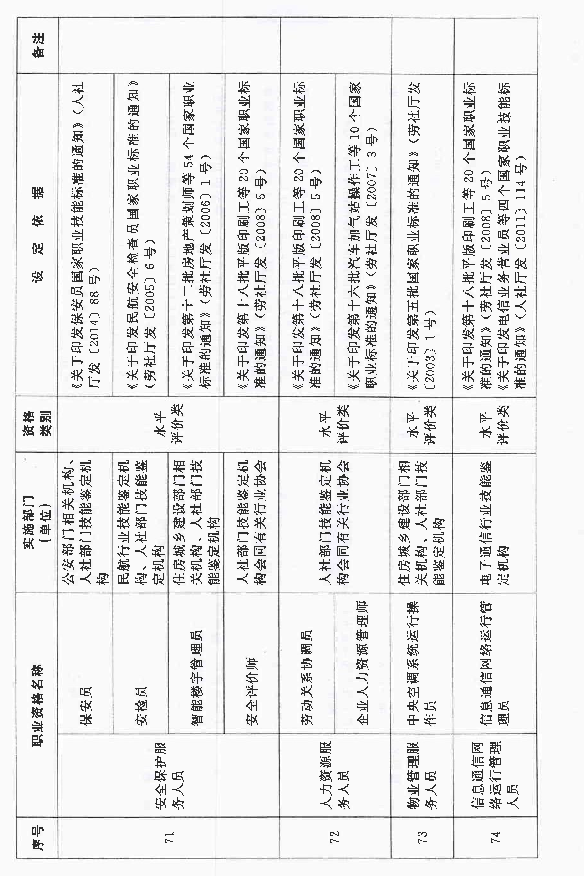 序号
职业资格名称
实施部门
(单位)
资格
类别
设 定 依 据
备注
71
安全保护服
务人员
保安员
公安部门相关机构、
人社部门技能鉴定机
构
水平
评价类
《关于印发保安员国家职业技能标准的通知》(人社
厅发〔2014〕88号)
安检员
民航行业技能鉴定机
构、人社部门技能鉴
定机构
《关于印发民航安全检查员国家职业标准的通知》
(劳社厅发〔2005〕6号)
智能楼宇管理员
住房城乡建设部门相
关机构、人社部门技
能鉴定机构
《关于印发第十二批房地产策划师等54个国家职业
标准的通知》(劳社厅发〔2006〕1号)
安全评价师
人社部门技能鉴定机
构会同有关行业协会
《关于印发第十八批平版印刷工等20个国家职业标
准的通知》(劳社厅发〔2008〕5号)
72
人力资源服
务人员
劳动关系协调员
人社部门技能鉴定机
构会同有关行业协会
水平
评价类
《关于印发第十八批平版印刷工等20个国家职业标
准的通知》(劳社厅发〔2008〕5号)
企业人力资源管理师
《关于印发第十六批汽车加气站操作工等10个国家
职业标准的通知》(劳社厅发〔2007〕3号)
73
物业管理服
务人员
中央空调系统运行操
作员
住房城乡建设部门相
关机构、人社部门技
能鉴定机构
水平
评价类
《关于印发第五批国家职业标准的通知》(劳社厅发
〔2003〕1号)
74
信息通信网
络运行管理
人员
信息通信网络运行管
理员
电子通信行业技能鉴
定机构
水平
评价类
《关于印发第十八批平版印刷工等20个国家职业标
准的通知》(劳社厅发〔2008〕5号)
《关于印发电信业务营业员等四个国家职业技能标
准的通知》(人社厅发〔2011〕114号)